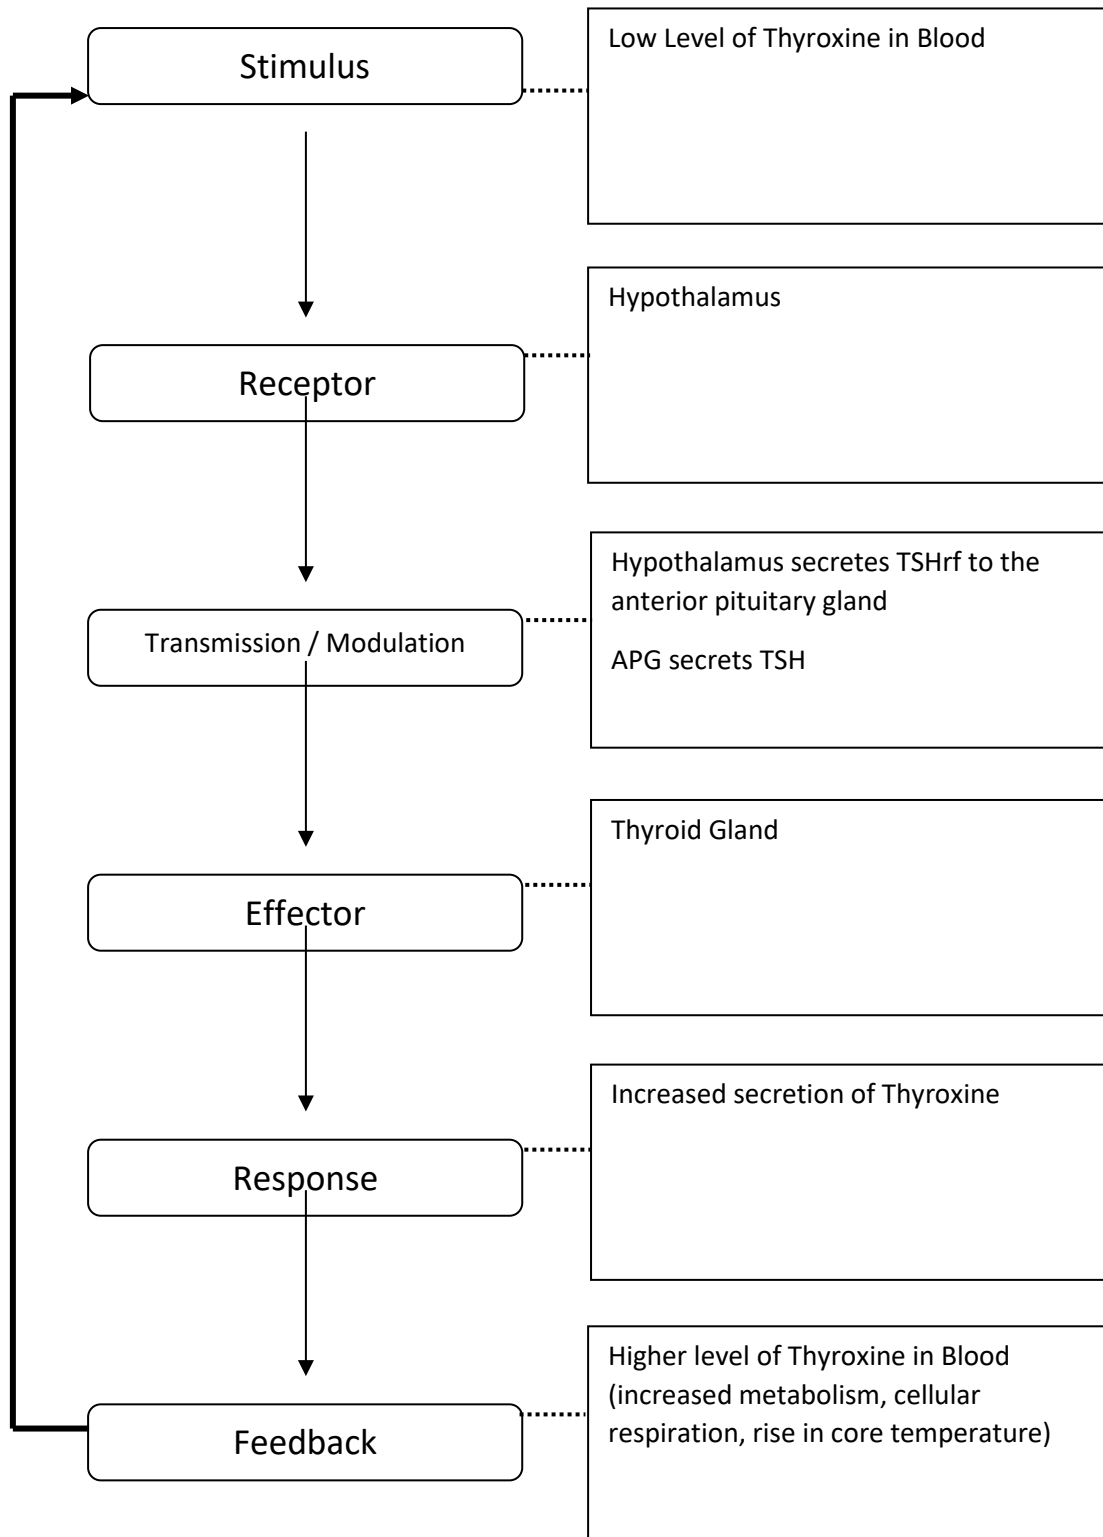 Stimulus
Low Level of Thyroxine in Blood
Receptor
Hypothalamus
Transmission / Modulation
Hypothalamus secretes TSHrf to the
anterior pituitary gland
APG secrets TSH
Effector
Thyroid Gland
Response
Increased secretion of Thyroxine
Feedback
Higher level of Thyroxine in Blood
(increased metabolism, cellular
respiration, rise in core temperature)